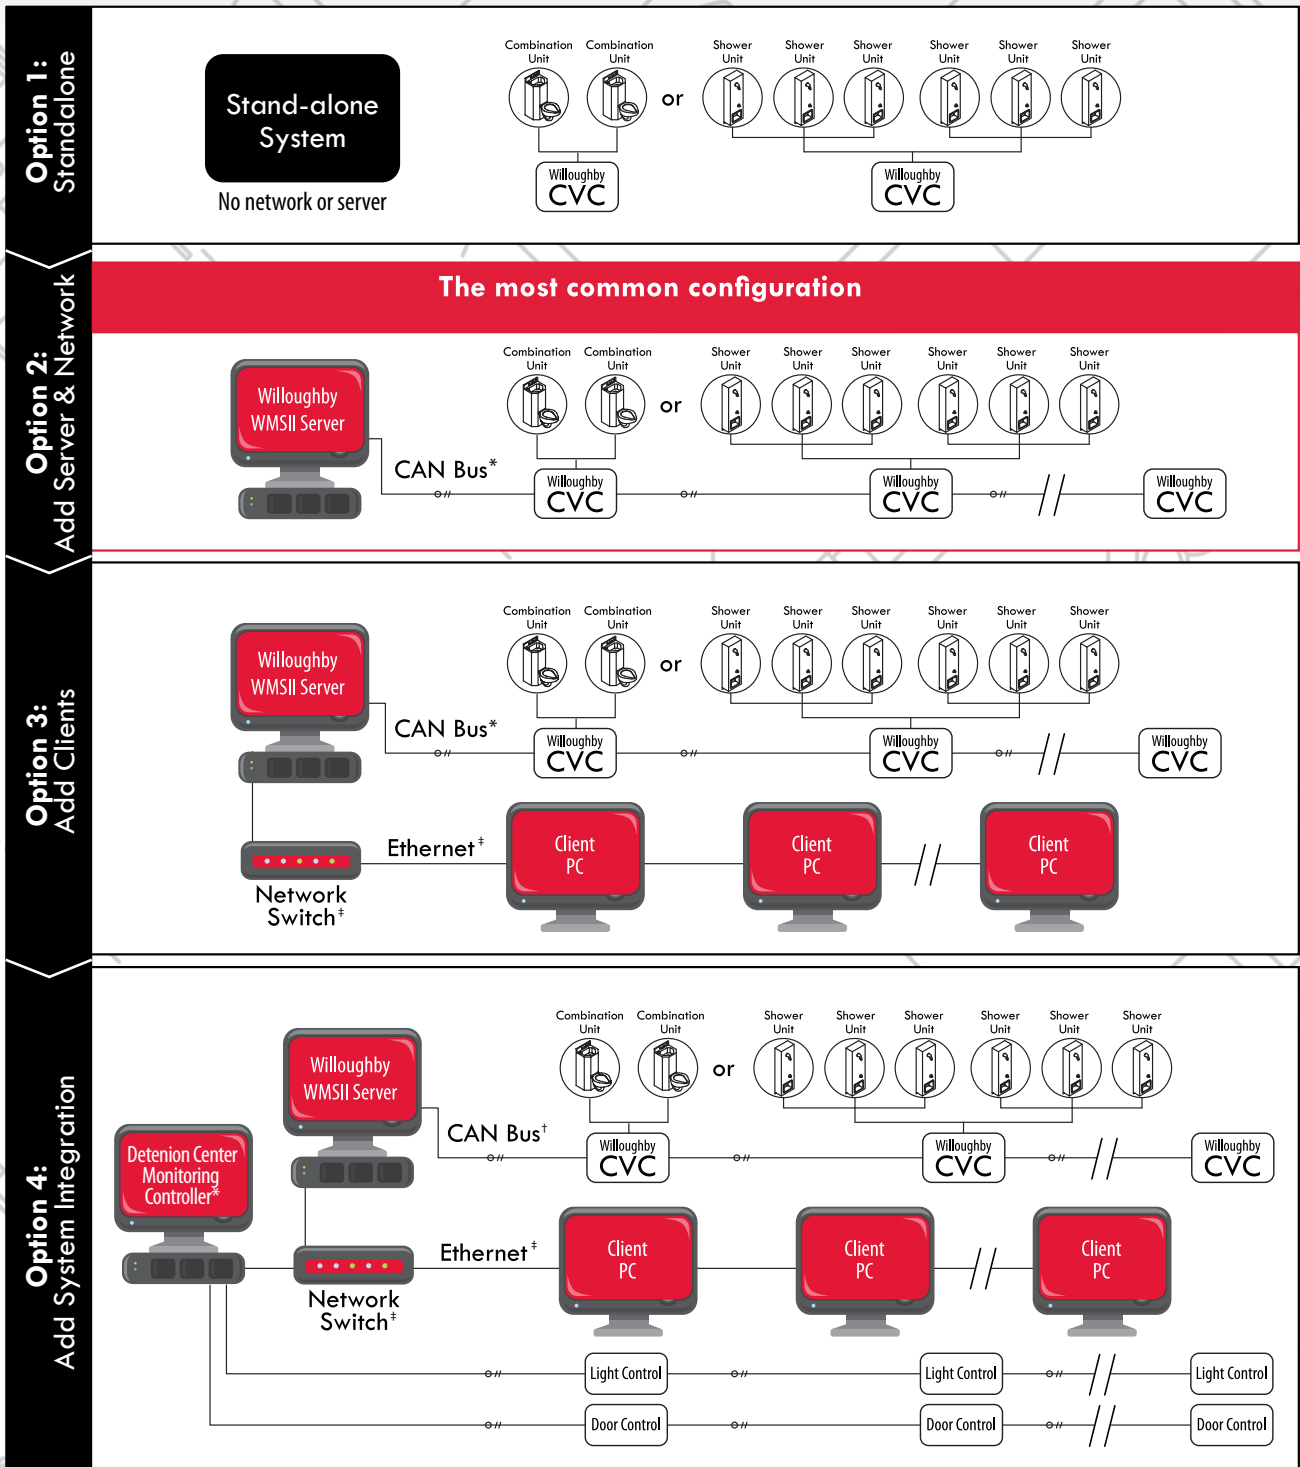 Option 1:
Standalone
Stand-alone
System
No network or server
Combination
Unit
Combination
Unit
or
Shower
Unit
Shower
Unit
Shower
Unit
Shower
Unit
Shower
Unit
Shower
Unit
Willoughby
CVC
Willoughby
CVC
Option 2:
Add Server & Network
The most common configuration
Willoughby
WMSII Server
CAN Bus*
Combination
Unit
Combination
Unit
or
Shower
Unit
Shower
Unit
Shower
Unit
Shower
Unit
Shower
Unit
Shower
Unit
Willoughby
CVC
Willoughby
CVC
Willoughby
CVC
Option 3:
Add Clients
Willoughby
WMSII Server
CAN Bus*
Combination
Unit
Combination
Unit
or
Shower
Unit
Shower
Unit
Shower
Unit
Shower
Unit
Shower
Unit
Shower
Unit
Willoughby
CVC
Willoughby
CVC
Willoughby
CVC
Network
Switch‡
Ethernet‡
Client
PC
Client
PC
Client
PC
Option 4:
Add System Integration
Detenion Center
Monitoring
Controller*
Willoughby
WMSII Server
CAN Bus†
Combination
Unit
Combination
Unit
or
Shower
Unit
Shower
Unit
Shower
Unit
Shower
Unit
Shower
Unit
Shower
Unit
Willoughby
CVC
Willoughby
CVC
Willoughby
CVC
Network
Switch‡
Ethernet‡
Client
PC
Client
PC
Client
PC
Light Control
Light Control
Light Control
Door Control
Door Control
Door Control